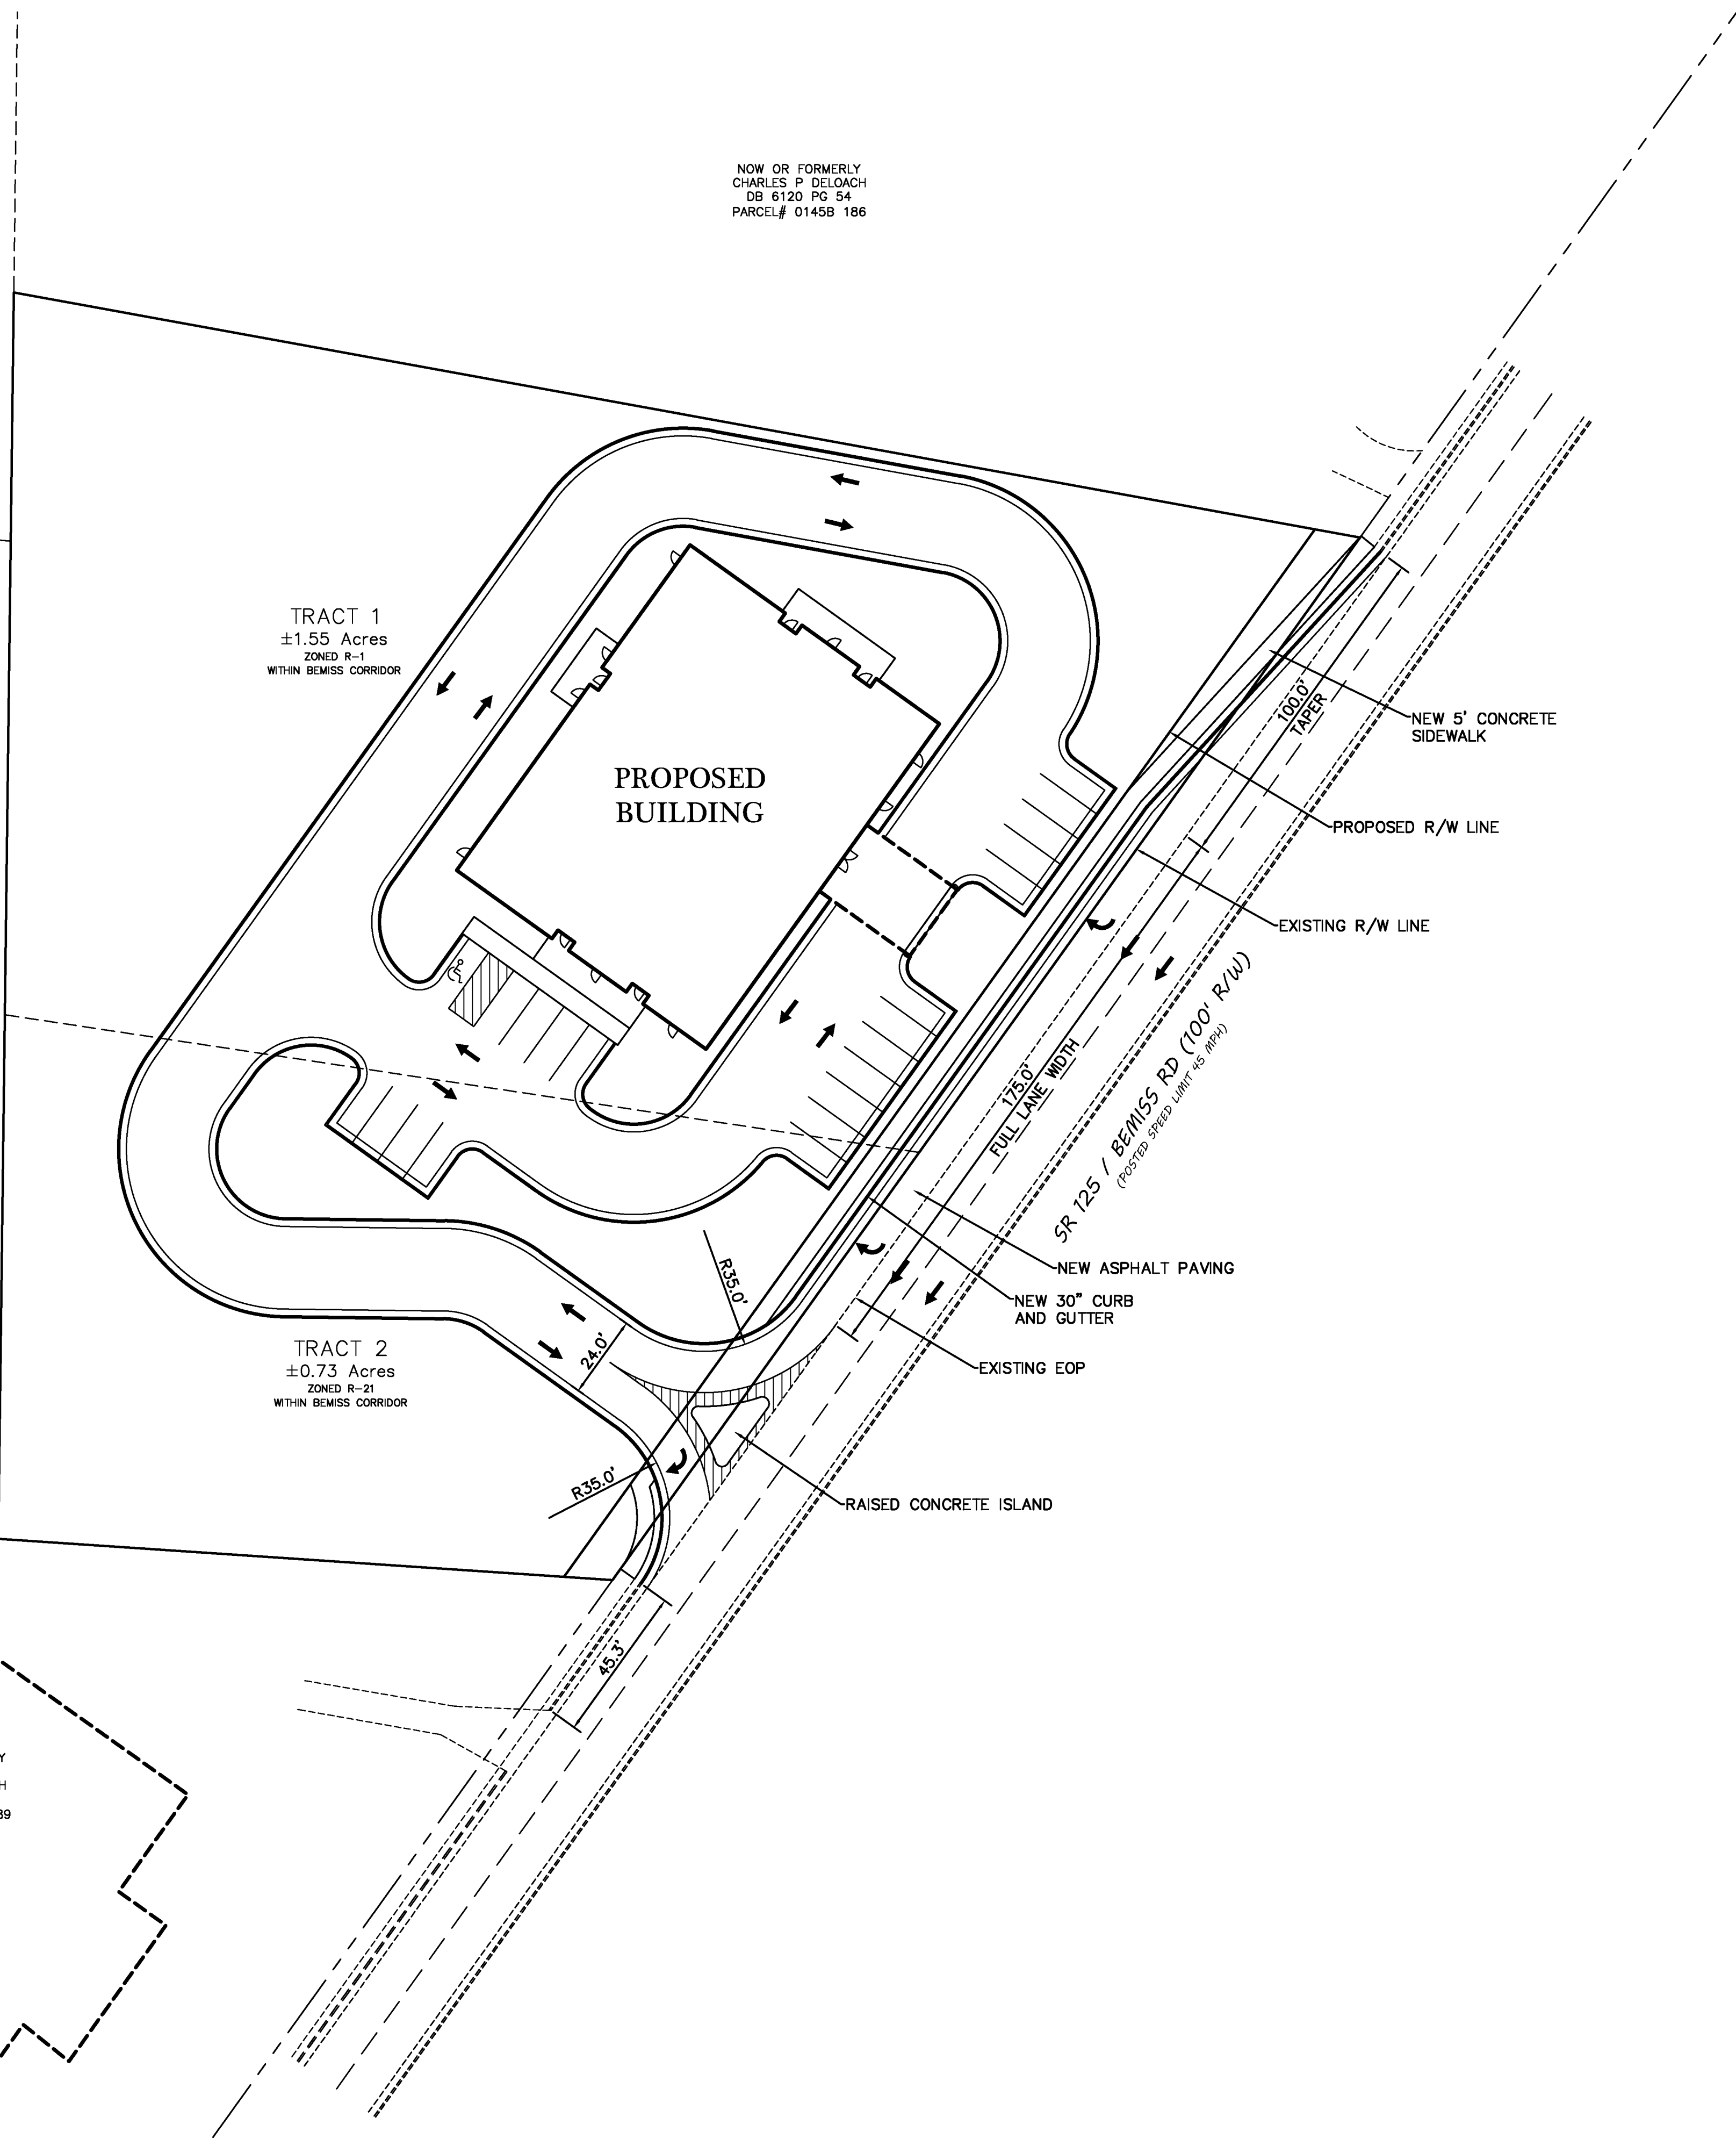 NOW OR FORMERLY
CHARLES P DELOACH
DB 6120 PG 54
PARCEL# 0145B 186
TRACT 1
±1.55 Acres
ZONED R-1
WITHIN BEMISS CORRIDOR
PROPOSED
BUILDING
100.0'
TAPER
NEW 5' CONCRETE
SIDEWALK
PROPOSED R/W LINE
EXISTING R/W LINE
175.0'
FULL LANE WIDTH
SR 125 / BEMISS RD (100' R/W)
(POSTED SPEED LIMIT 45 MPH)
NEW ASPHALT PAVING
NEW 30" CURB
AND GUTTER
EXISTING EOP
R35.0'
24.0'
TRACT 2
±0.73 Acres
ZONED R-21
WITHIN BEMISS CORRIDOR
R35.0'
RAISED CONCRETE ISLAND
45.3'
Y
H
39